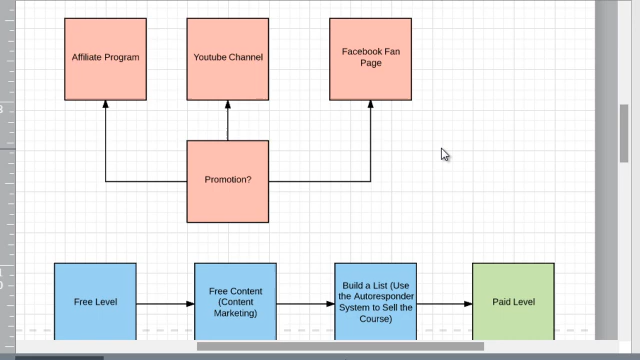 Affiliate Program
Youtube Channel
Facebook Fan
Page
Promotion?
Free Level
Free Content
(Content
Marketing)
Build a List (Use
the Autoresponder
System to Sell the
Course)
Paid Level